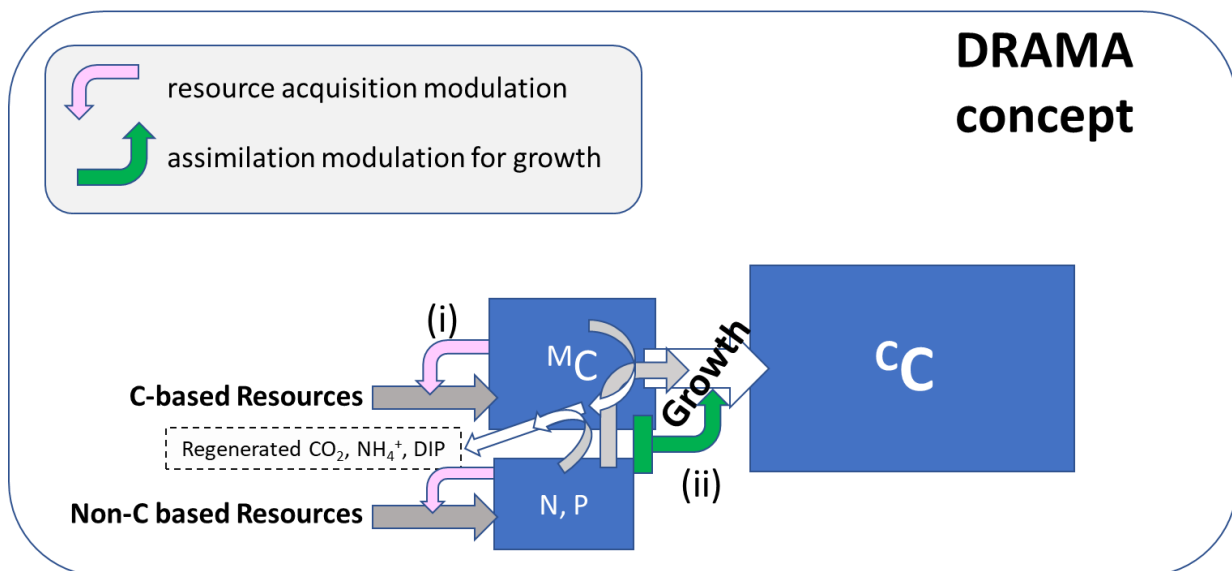 DRAMA
concept
resource acquisition modulation
assimilation modulation for growth
(i)
ᴹC
Growth
ᶜC
C-based Resources
Regenerated CO₂, NH₄⁺, DIP
(ii)
N, P
Non-C based Resources